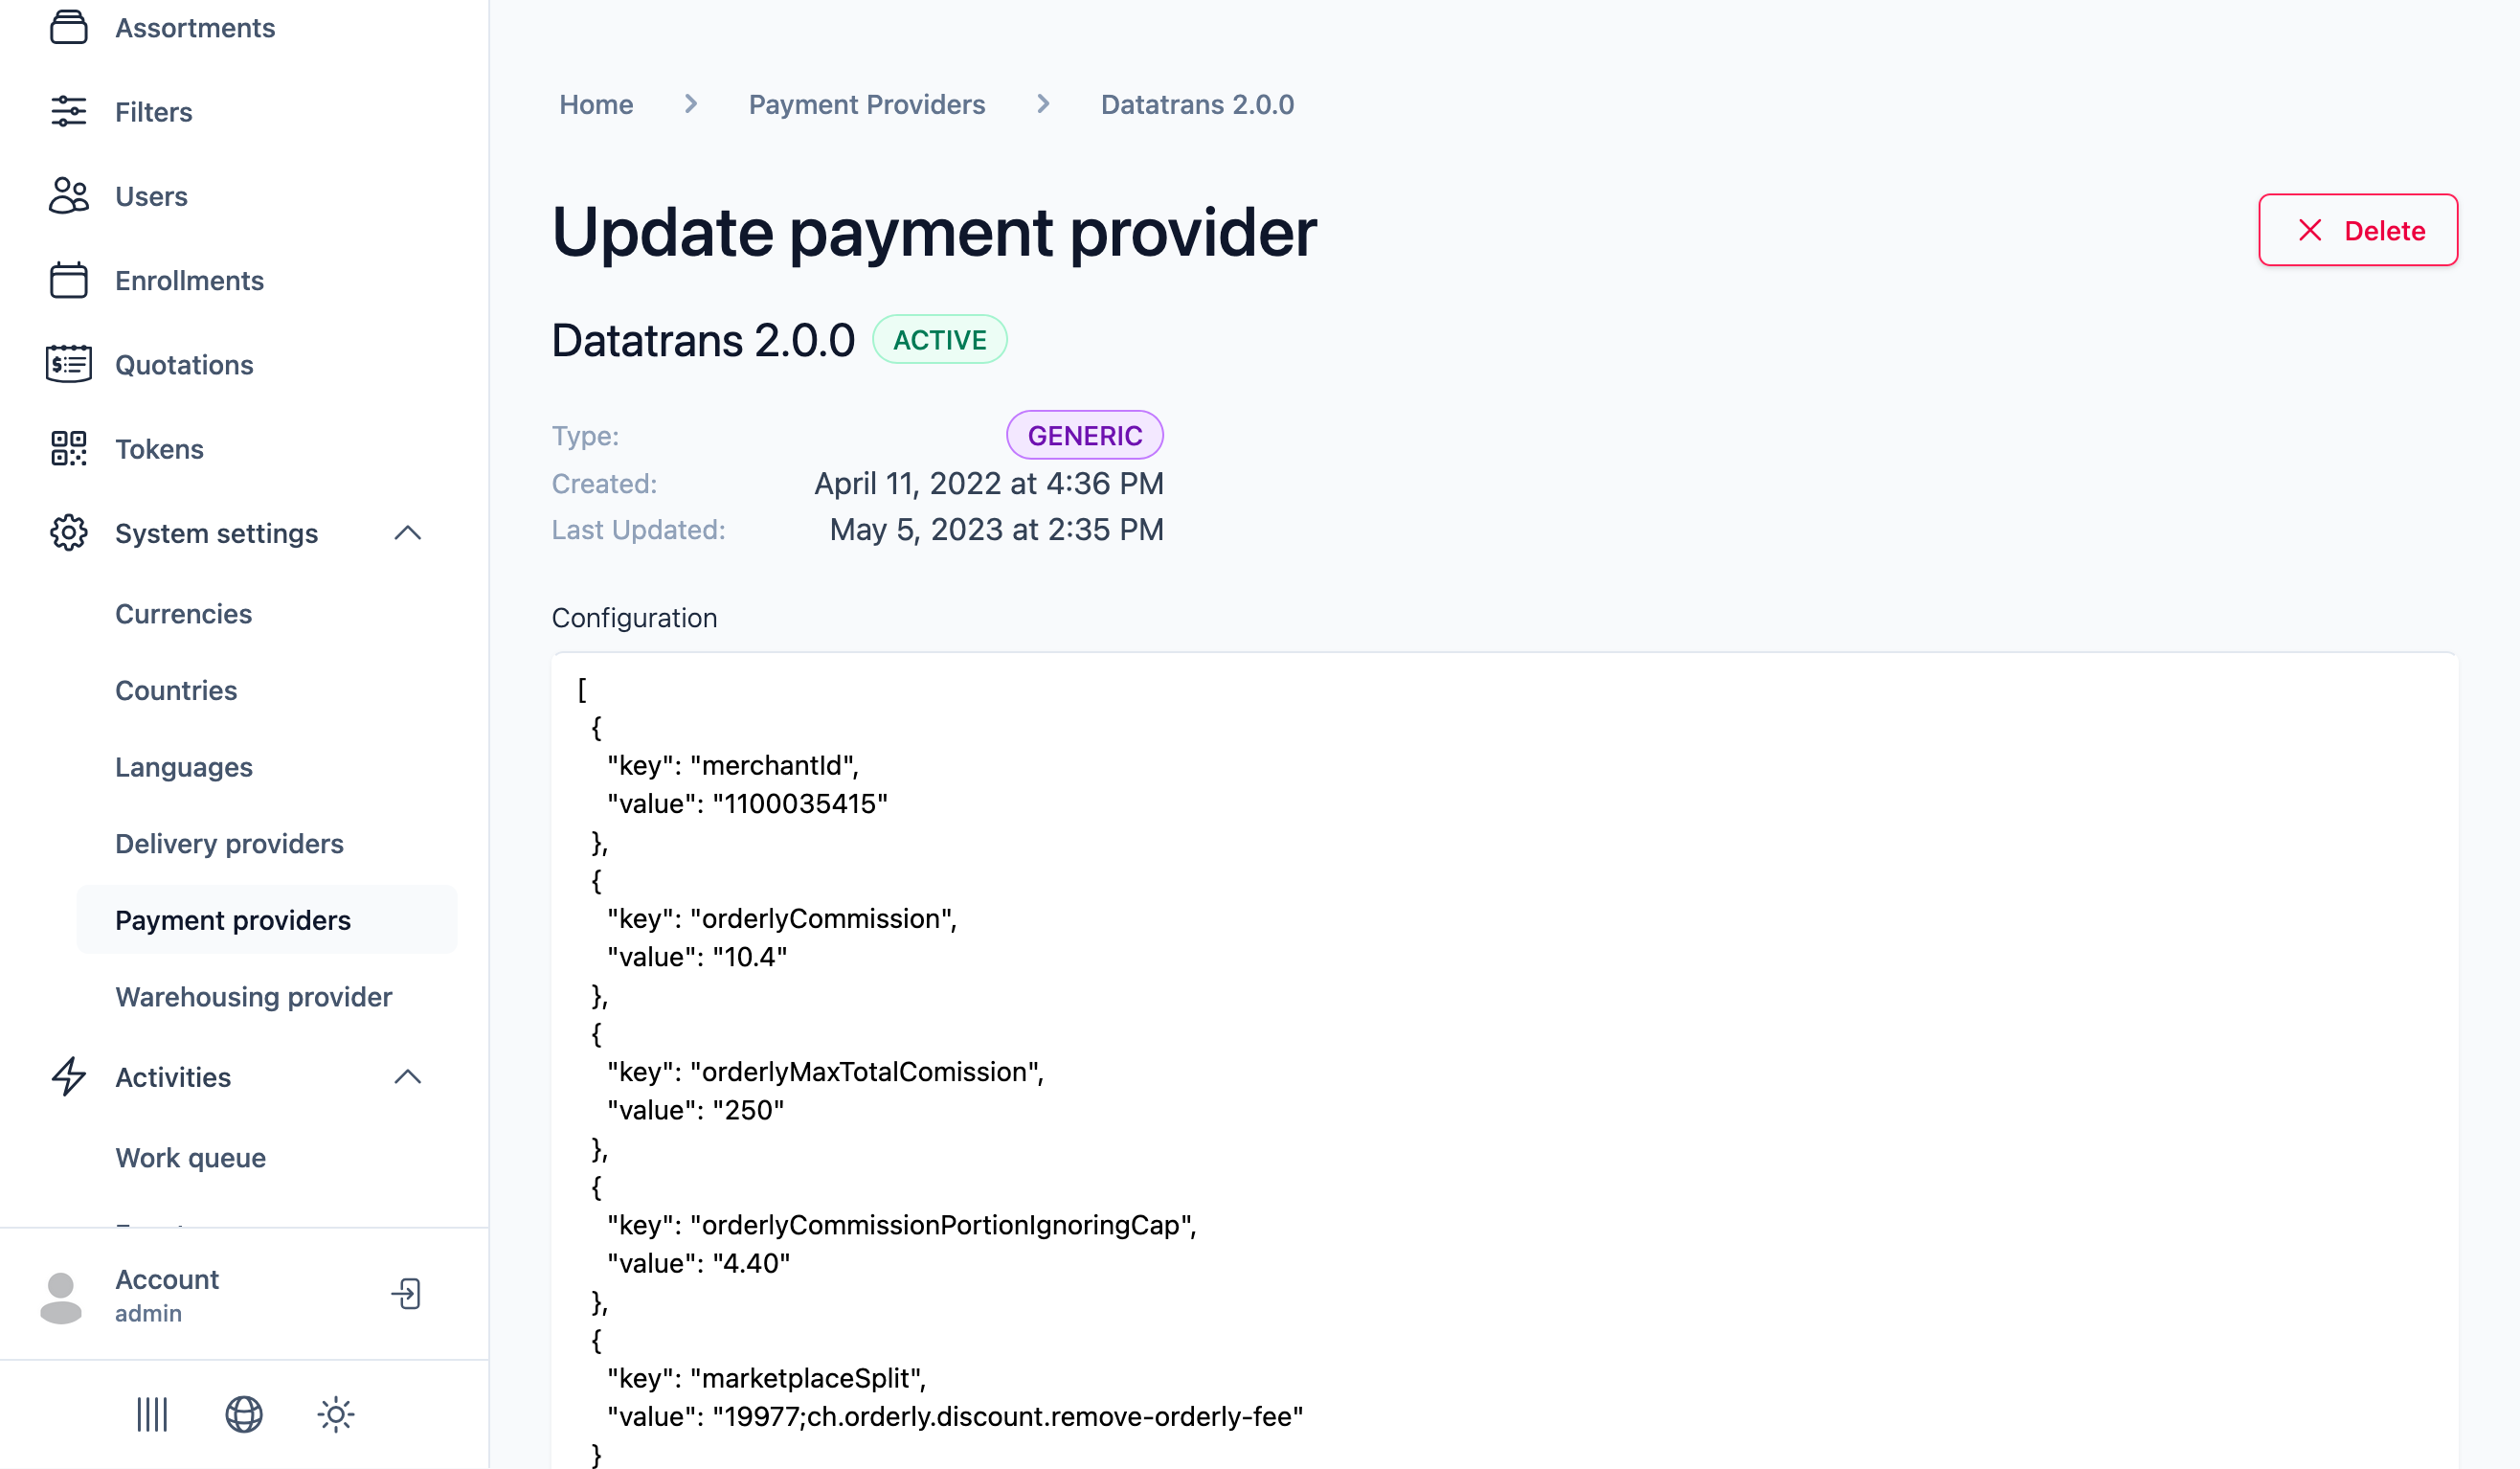 Assortments
Filters
Users
Enrollments
Quotations
Tokens
System settings
Currencies
Countries
Languages
Delivery providers
Payment providers
Warehousing provider
Activities
Work queue
Account
admin
Home > Payment Providers > Datatrans 2.0.0
Update payment provider
Delete
Datatrans 2.0.0 ACTIVE
Type: GENERIC
Created: April 11, 2022 at 4:36 PM
Last Updated: May 5, 2023 at 2:35 PM
Configuration
[
{
"key": "merchantId",
"value": "1100035415"
},
{
"key": "orderlyCommission",
"value": "10.4"
},
{
"key": "orderlyMaxTotalComission",
"value": "250"
},
{
"key": "orderlyCommissionPortionIgnoringCap",
"value": "4.40"
},
{
"key": "marketplaceSplit",
"value": "19977;ch.orderly.discount.remove-orderly-fee"
}